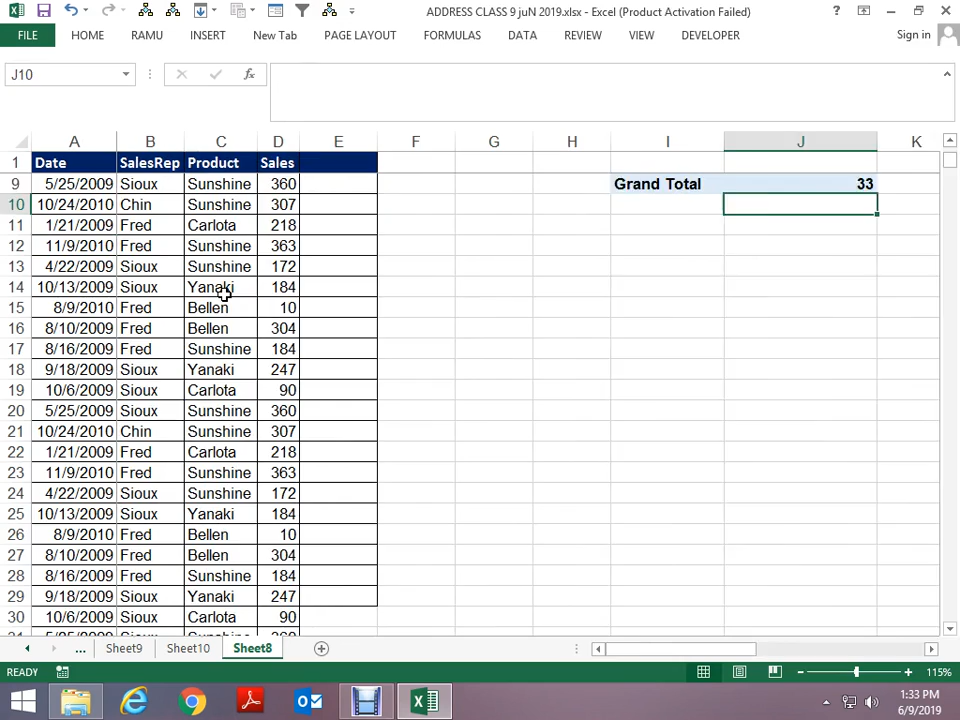 ADDRESS CLASS 9 juN 2019.xlsx - Excel (Product Activation Failed)
?
FILE HOME RAMU INSERT New Tab PAGE LAYOUT FORMULAS DATA REVIEW VIEW DEVELOPER Sign in
J10 fx
A B C D E F G H I J K
1 Date SalesRep Product Sales
9 5/25/2009 Sioux Sunshine 360 Grand Total 33
10 10/24/2010 Chin Sunshine 307
11 1/21/2009 Fred Carlota 218
12 11/9/2010 Fred Sunshine 363
13 4/22/2009 Sioux Sunshine 172
14 10/13/2009 Sioux Yanaki 184
15 8/9/2010 Fred Bellen 10
16 8/10/2009 Fred Bellen 304
17 8/16/2009 Fred Sunshine 184
18 9/18/2009 Sioux Yanaki 247
19 10/6/2009 Sioux Carlota 90
20 5/25/2009 Sioux Sunshine 360
21 10/24/2010 Chin Sunshine 307
22 1/21/2009 Fred Carlota 218
23 11/9/2010 Fred Sunshine 363
24 4/22/2009 Sioux Sunshine 172
25 10/13/2009 Sioux Yanaki 184
26 8/9/2010 Fred Bellen 10
27 8/10/2009 Fred Bellen 304
28 8/16/2009 Fred Sunshine 184
29 9/18/2009 Sioux Yanaki 247
30 10/6/2009 Sioux Carlota 90
... Sheet9 Sheet10 Sheet8
READY 115%
1:33 PM
6/9/2019